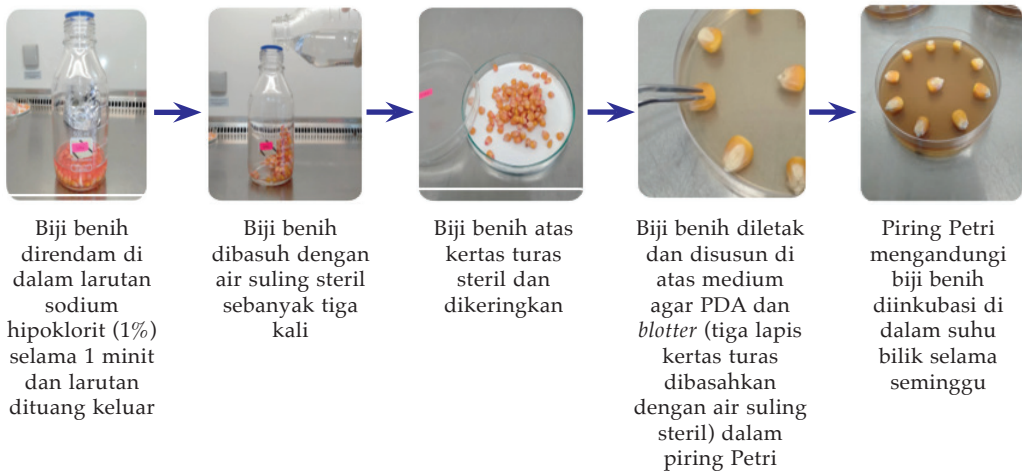 Biji benih
direndam di
dalam larutan
sodium
hipoklorit (1%)
selama 1 minit
dan larutan
dituang keluar
Biji benih
dibasuh dengan
air suling steril
sebanyak tiga
kali
Biji benih atas
kertas turas
steril dan
dikeringkan
Biji benih diletak
dan disusun di
atas medium
agar PDA dan
blotter (tiga lapis
kertas turas
dibasahkan
dengan air suling
steril) dalam
piring Petri
Piring Petri
mengandungi
biji benih
diinkubasi di
dalam suhu
bilik selama
seminggu